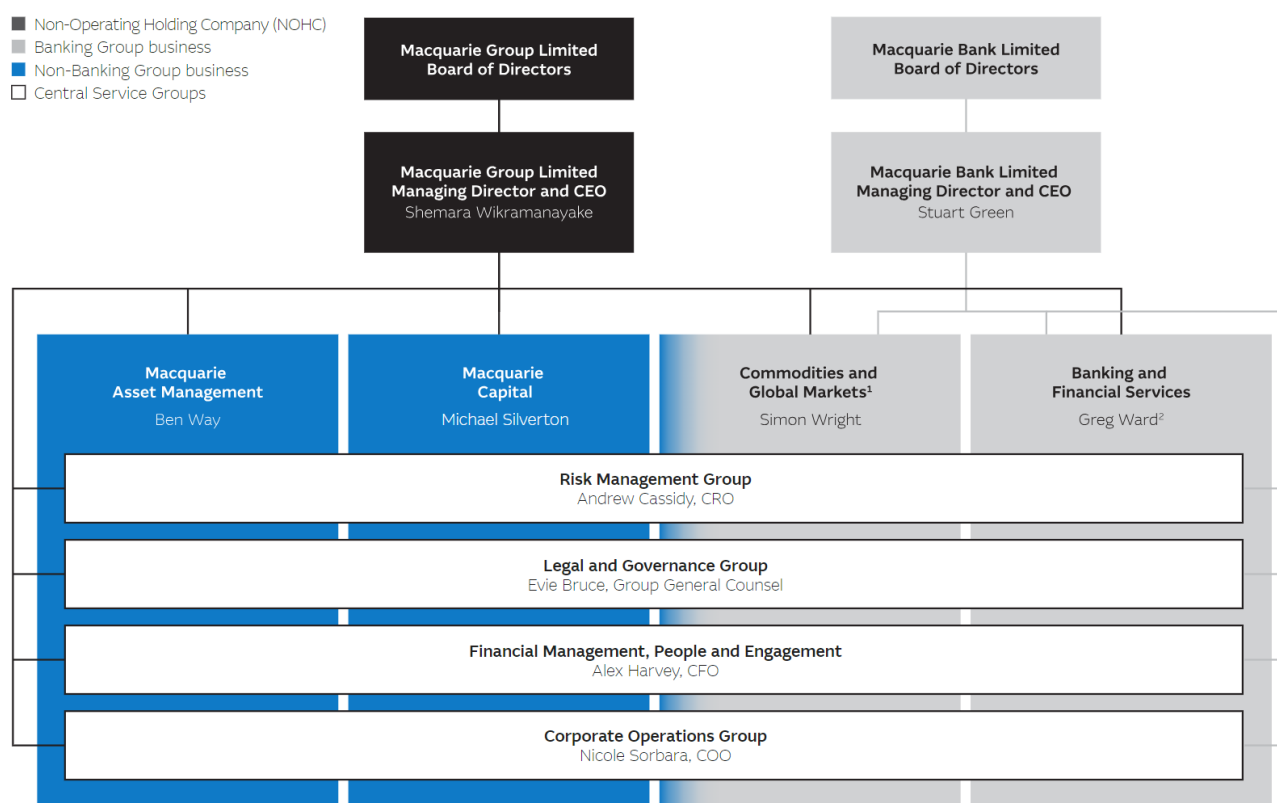 Non-Operating Holding Company (NOHC)
Banking Group business
Non-Banking Group business
Central Service Groups
Macquarie Group Limited
Board of Directors
Macquarie Bank Limited
Board of Directors
Macquarie Group Limited
Managing Director and CEO
Shemara Wikramanayake
Macquarie Bank Limited
Managing Director and CEO
Stuart Green
Macquarie
Asset Management
Ben Way
Macquarie
Capital
Michael Silverton
Commodities and
Global Markets¹
Simon Wright
Banking and
Financial Services
Greg Ward²
Risk Management Group
Andrew Cassidy, CRO
Legal and Governance Group
Evie Bruce, Group General Counsel
Financial Management, People and Engagement
Alex Harvey, CFO
Corporate Operations Group
Nicole Sorbara, COO